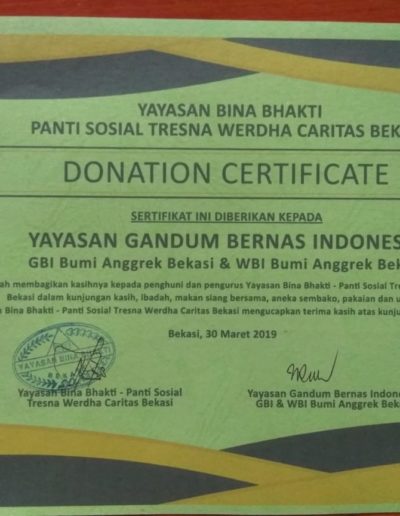 YAYASAN BINA BHAKTI
PANTI SOSIAL TRESNA WERDHA CARITAS BEK
DONATION CERTIFICATE
SERTIFIKAT INI DIBERIKAN KEPADA
YAYASAN GANDUM BERNAS INDONES
GBI Bumi Anggrek Bekasi & WBI Bumi Anggrek Bek
ah membagikan kasihnya kepada penghuni dan pengurus Yayasan Bina Bhakti - Panti Sosial Tre
Bekasi dalam kunjungan kasih, ibadah, makan siang bersama, aneka sembako, pakaian dan u
n Bina Bhakti - Panti Sosial Tresna Werdha Caritas Bekasi mengucapkan terima kasih atas kunj
Bekasi, 30 Maret 2019
YAYASAN BINA
Yayasan Bina Bhakti - Panti Sosial
Tresna Werdha Caritas Bekasi
Yayasan Gandum Bernas Indon
GBI & WBI Bumi Anggrek Beka